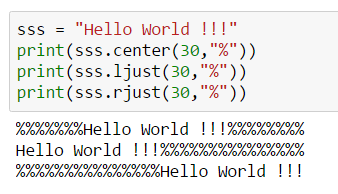 sss = "Hello World !!!"
print(sss.center(30,"%"))
print(sss.ljust(30,"%"))
print(sss.rjust(30,"%"))
%%%%%%%Hello World !!!%%%%%%%%
Hello World !!!%%%%%%%%%%%%%%%
%%%%%%%%%%%%%%%Hello World !!!